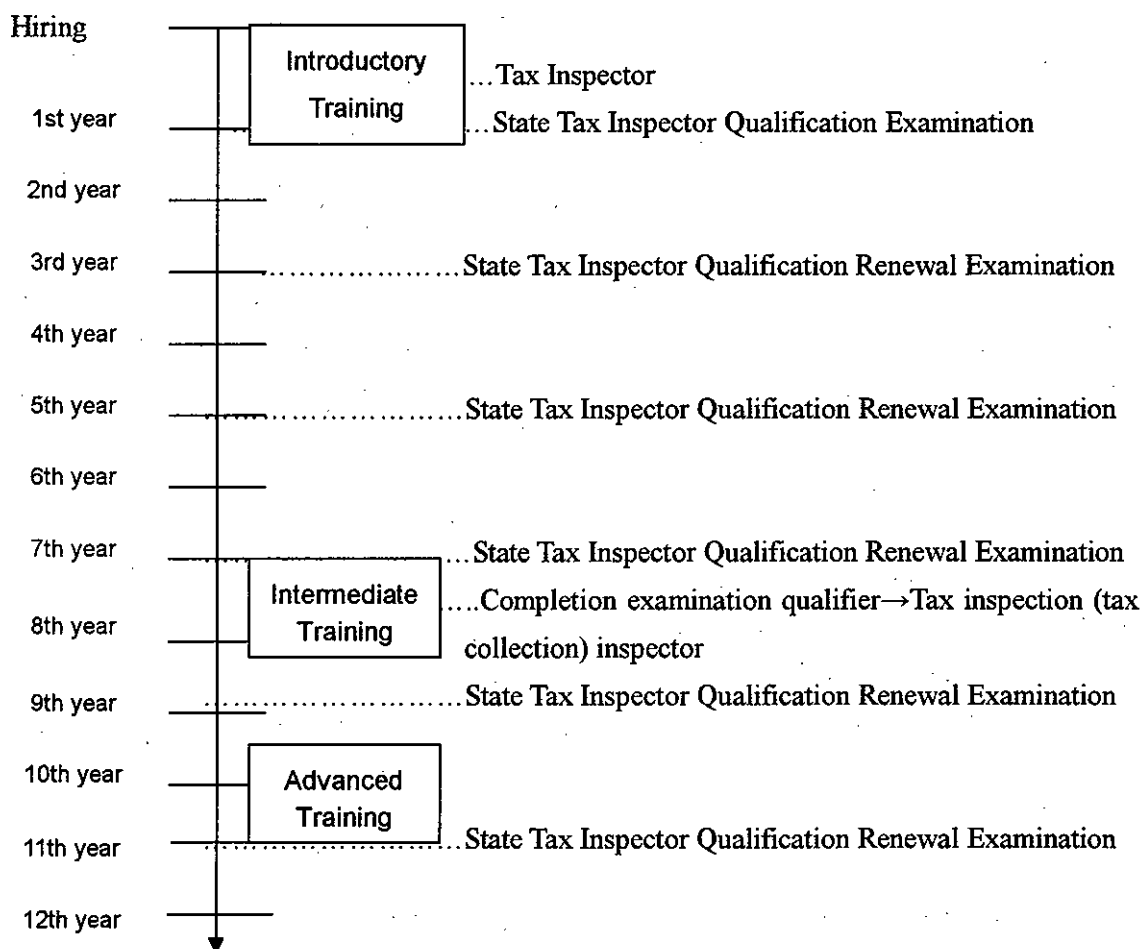 Hiring
Introductory
Training
...Tax Inspector
1st year
...State Tax Inspector Qualification Examination
2nd year
3rd year
.....................State Tax Inspector Qualification Renewal Examination
4th year
5th year
.....................State Tax Inspector Qualification Renewal Examination
6th year
7th year
....State Tax Inspector Qualification Renewal Examination
Intermediate
Training
.....Completion examination qualifier→Tax inspection (tax
8th year
collection) inspector
9th year
..........................State Tax Inspector Qualification Renewal Examination
10th year
Advanced
Training
11th year
..........................State Tax Inspector Qualification Renewal Examination
12th year